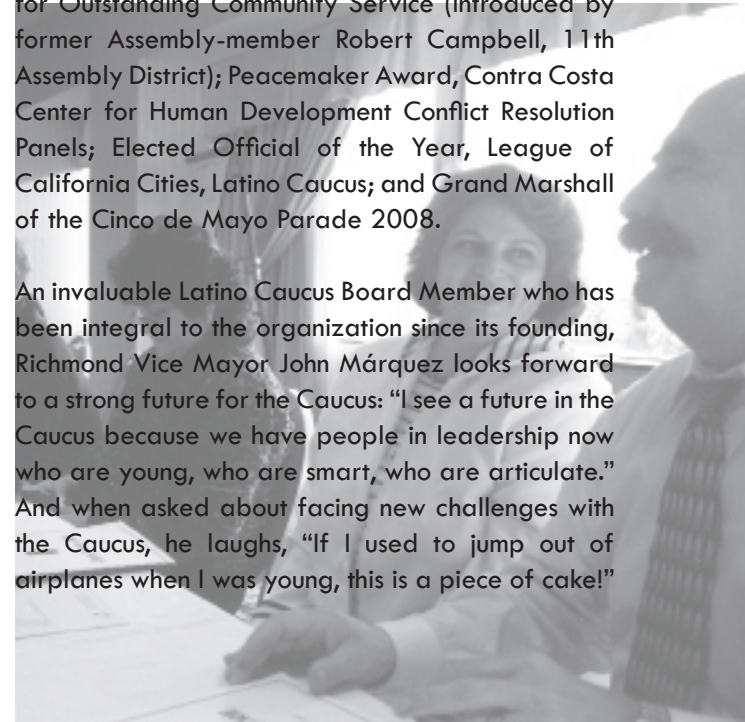 for Outstanding Community Service (introduced by
former Assembly-member Robert Campbell, 11th
Assembly District); Peacemaker Award, Contra Costa
Center for Human Development Conflict Resolution
Panels; Elected Official of the Year, League of
California Cities, Latino Caucus; and Grand Marshall
of the Cinco de Mayo Parade 2008.
An invaluable Latino Caucus Board Member who has
been integral to the organization since its founding,
Richmond Vice Mayor John Márquez looks forward
to a strong future for the Caucus: “I see a future in the
Caucus because we have people in leadership now
who are young, who are smart, who are articulate.”
And when asked about facing new challenges with
the Caucus, he laughs, “If I used to jump out of
airplanes when I was young, this is a piece of cake!”